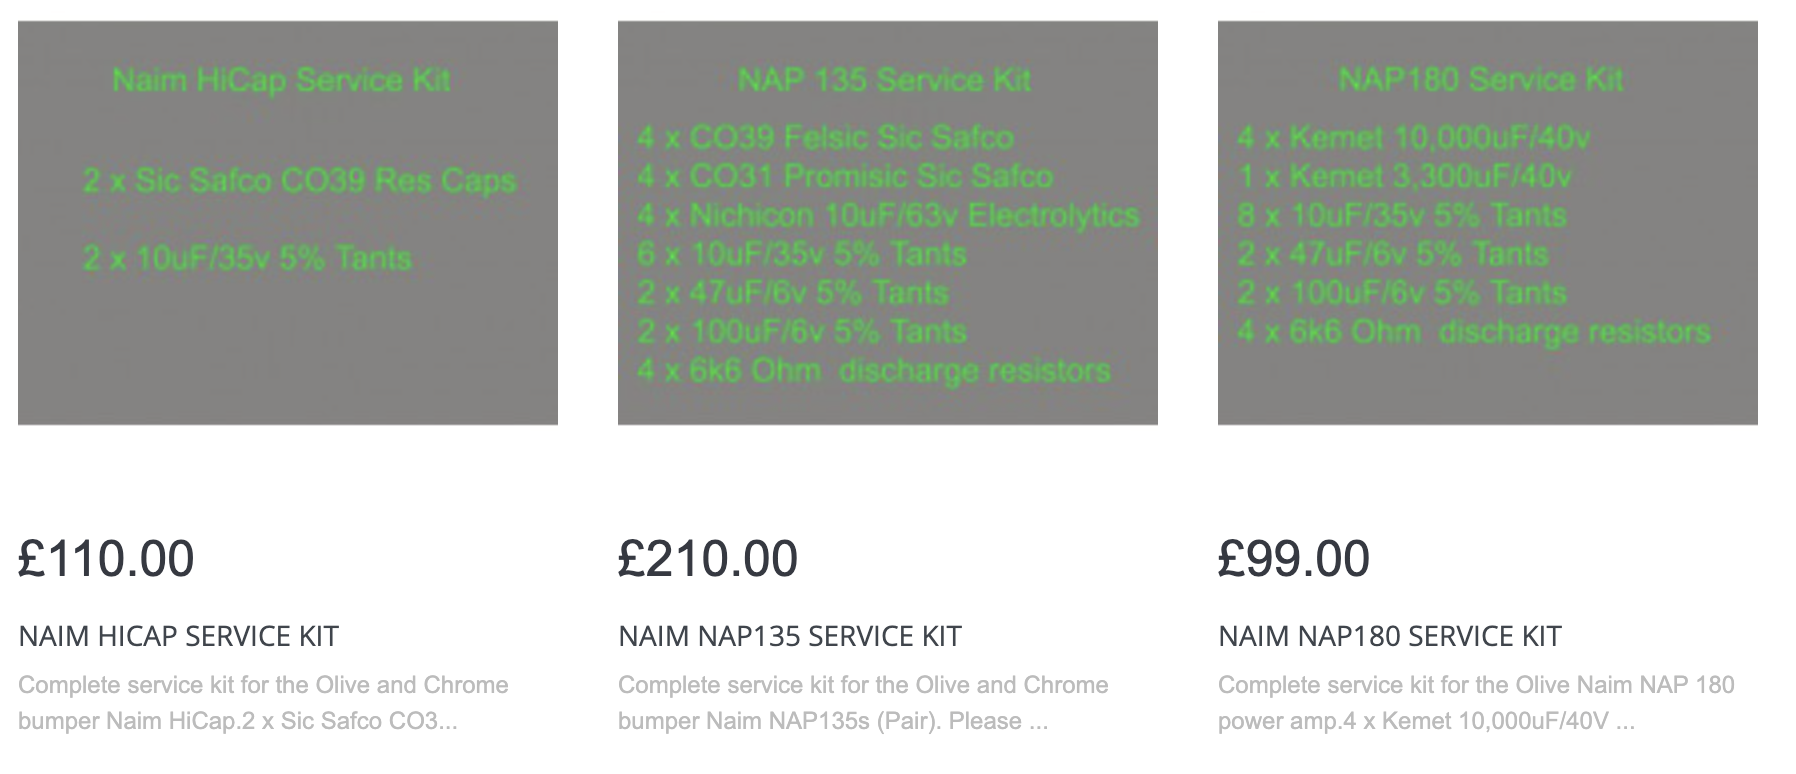 Naim HiCap Service Kit
2 x Sic Safco CO39 Res Caps
2 x 10uF/35v 5% Tants
£110.00
NAIM HICAP SERVICE KIT
Complete service kit for the Olive and Chrome
bumper Naim HiCap.2 x Sic Safco CO3...
NAP 135 Service Kit
4 x CO39 Felsic Sic Safco
4 x CO31 Promisic Sic Safco
4 x Nichicon 10uF/63v Electrolytics
6 x 10uF/35v 5% Tants
2 x 47uF/6v 5% Tants
2 x 100uF/6v 5% Tants
4 x 6k6 Ohm  discharge resistors
£210.00
NAIM NAP135 SERVICE KIT
Complete service kit for the Olive and Chrome
bumper Naim NAP135s (Pair). Please ...
NAP180 Service Kit
4 x Kemet 10,000uF/40v
1 x Kemet 3,300uF/40v
8 x 10uF/35v 5% Tants
2 x 47uF/6v 5% Tants
2 x 100uF/6v 5% Tants
4 x 6k6 Ohm  discharge resistors
£99.00
NAIM NAP180 SERVICE KIT
Complete service kit for the Olive Naim NAP 180
power amp.4 x Kemet 10,000uF/40V ...